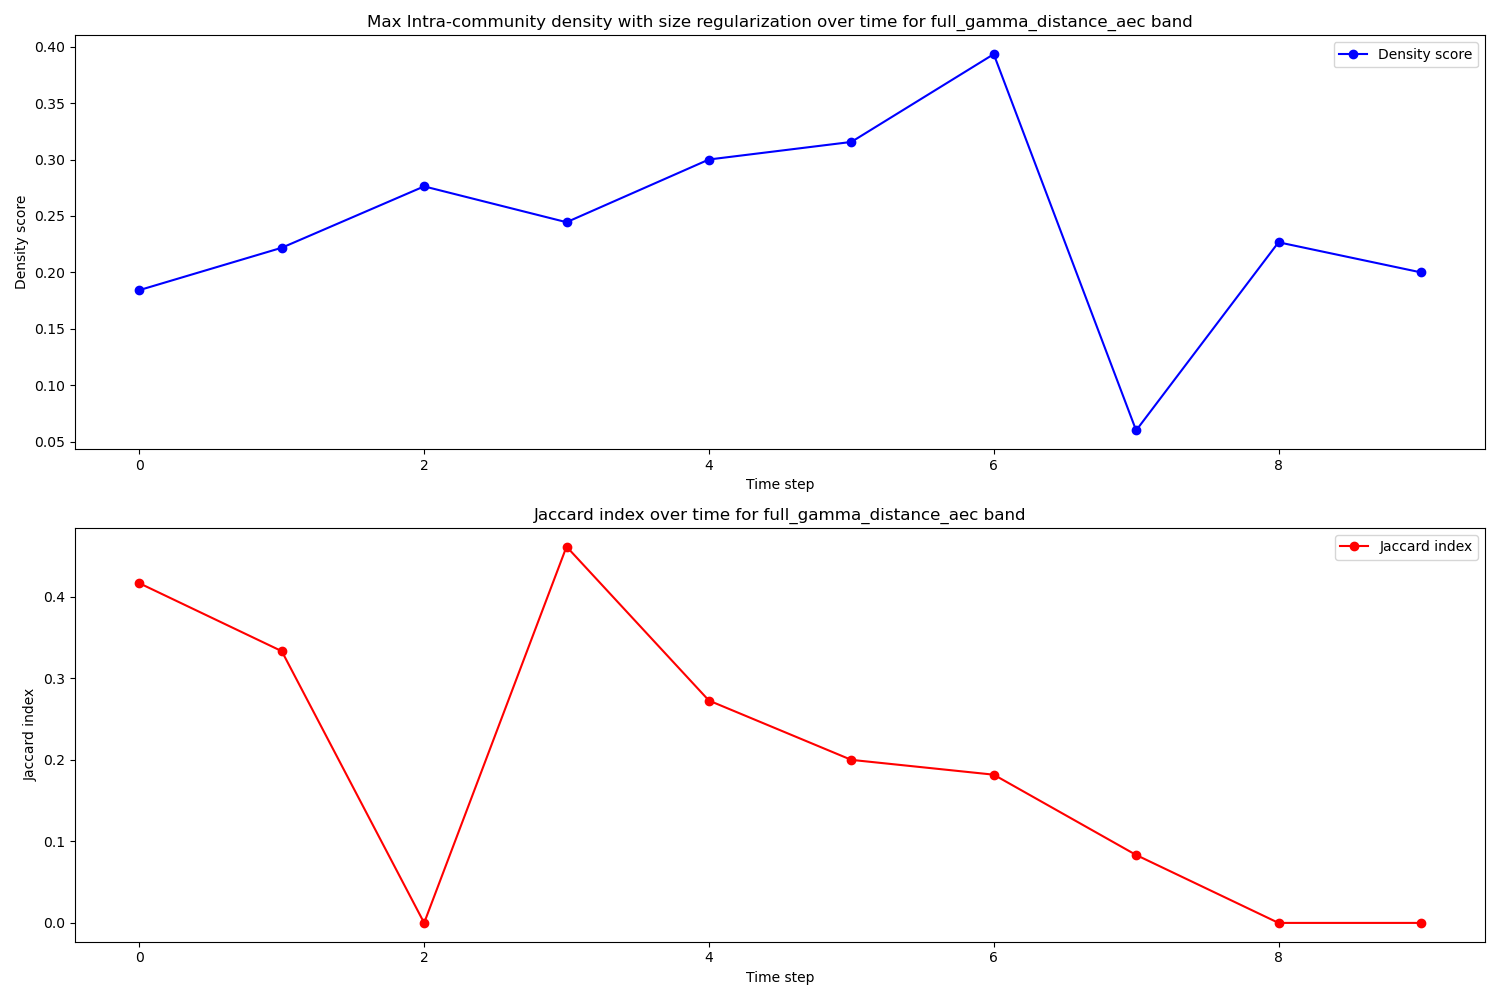 Max Intra-community density with size regularization over time for full_gamma_distance_aec band
Density score
0.40
0.35
0.30
0.25
0.20
0.15
0.10
0.05
Density score
0 2 4 6 8
Time step
Jaccard index over time for full_gamma_distance_aec band
Jaccard index
0.4
0.3
0.2
0.1
0.0
Jaccard index
0 2 4 6 8
Time step